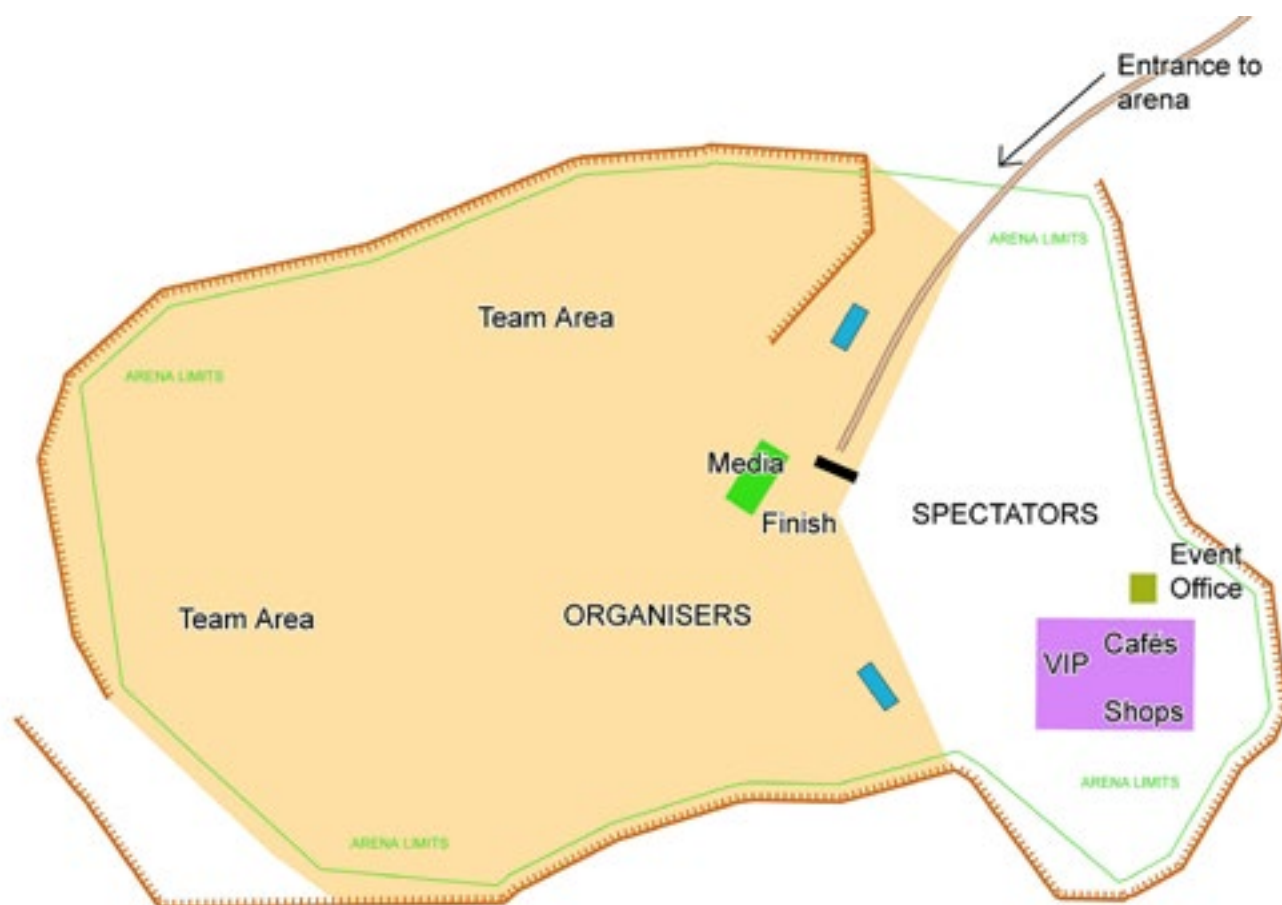 Entrance to
arena
ARENA LIMITS
Team Area
ARENA LIMITS
Media
Finish
SPECTATORS
Event
Office
Team Area
ORGANISERS
VIP
Cafés
Shops
ARENA LIMITS
ARENA LIMITS